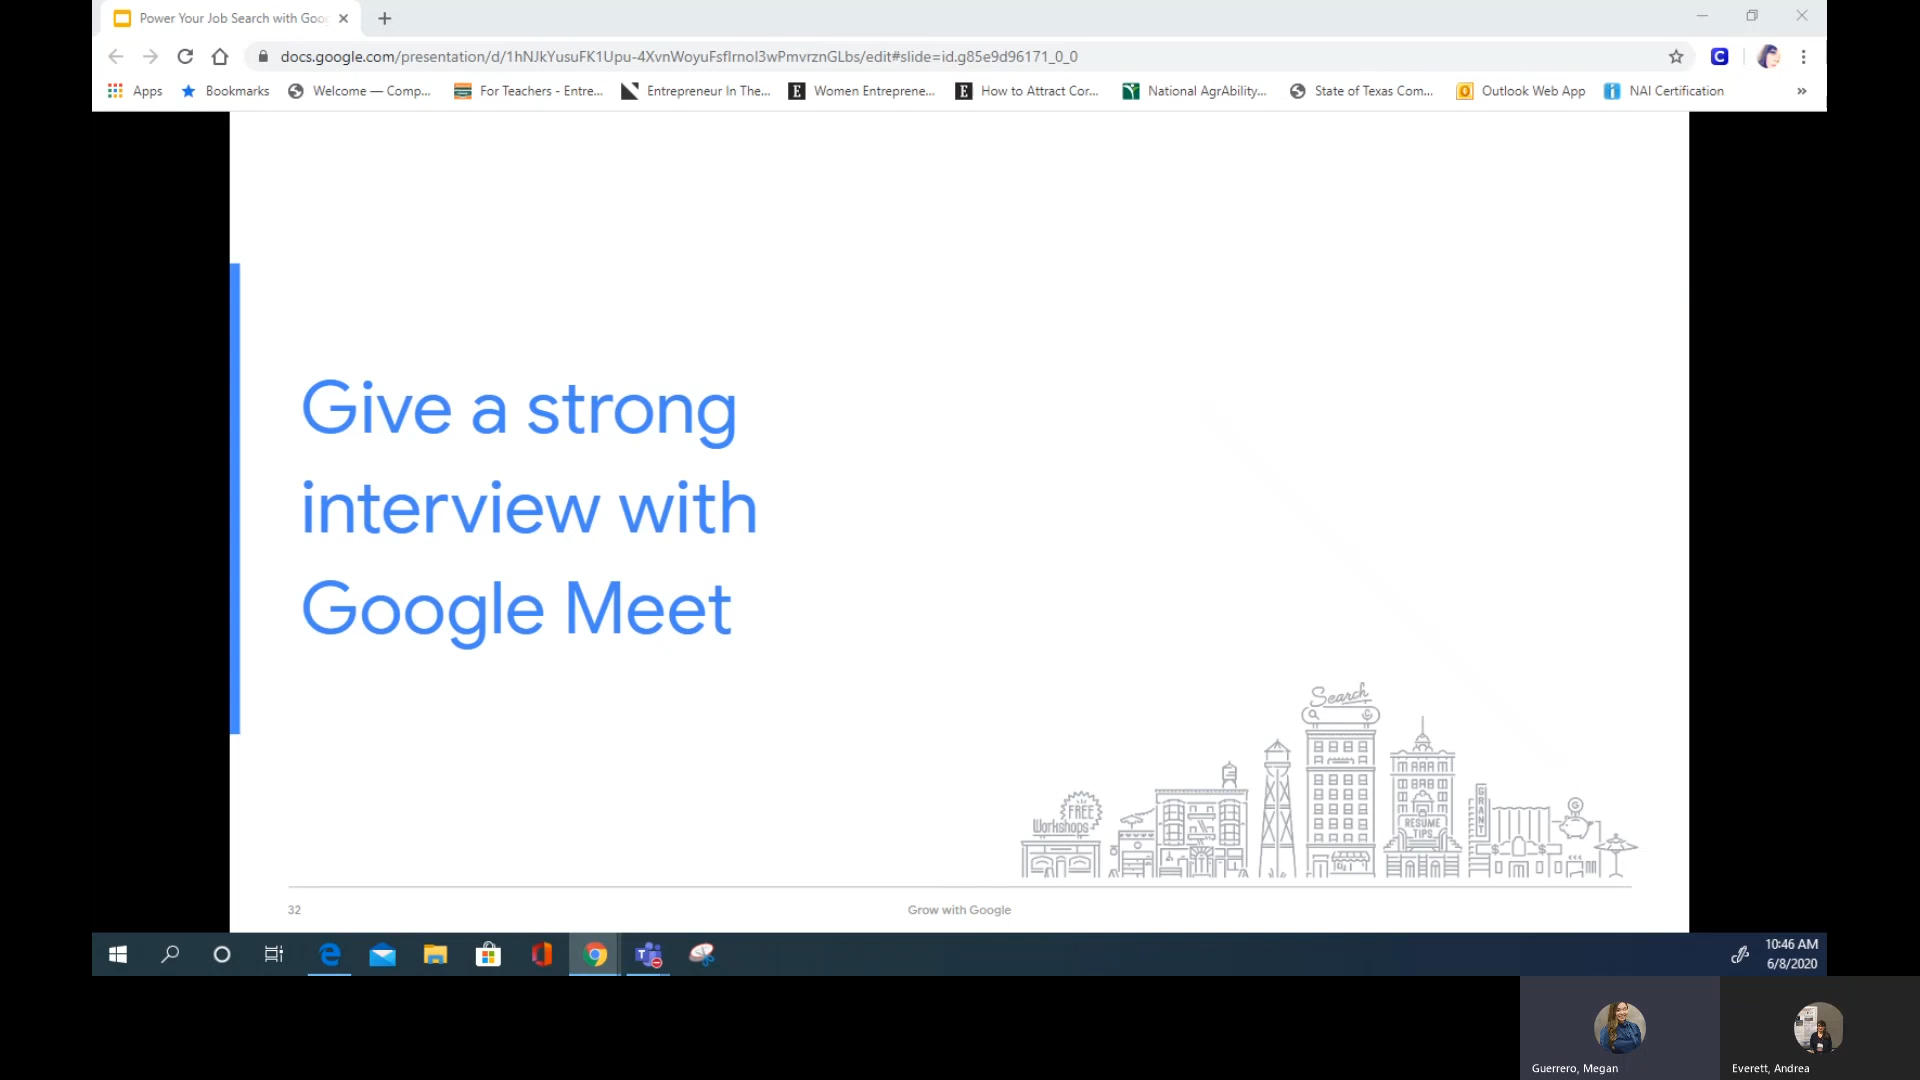 Power Your Job Search with Goo
docs.google.com/presentation/d/1hNJkYusuFK1Upu-4XvnWoyuFsfIrnol3wPmvrznGLbs/edit#slide=id.g85e9d96171_0_0
C
Apps Bookmarks Welcome — Comp... For Teachers - Entre... Entrepreneur In The... E Women Entreprene... E How to Attract Cor... National AgrAbility... State of Texas Com... Outlook Web App NAI Certification »
Give a strong
interview with
Google Meet
Search
FREE
Workshops
RESUME
TIPS
GRANT
G
32
Grow with Google
10:46 AM
6/8/2020
Guerrero, Megan
Everett, Andrea